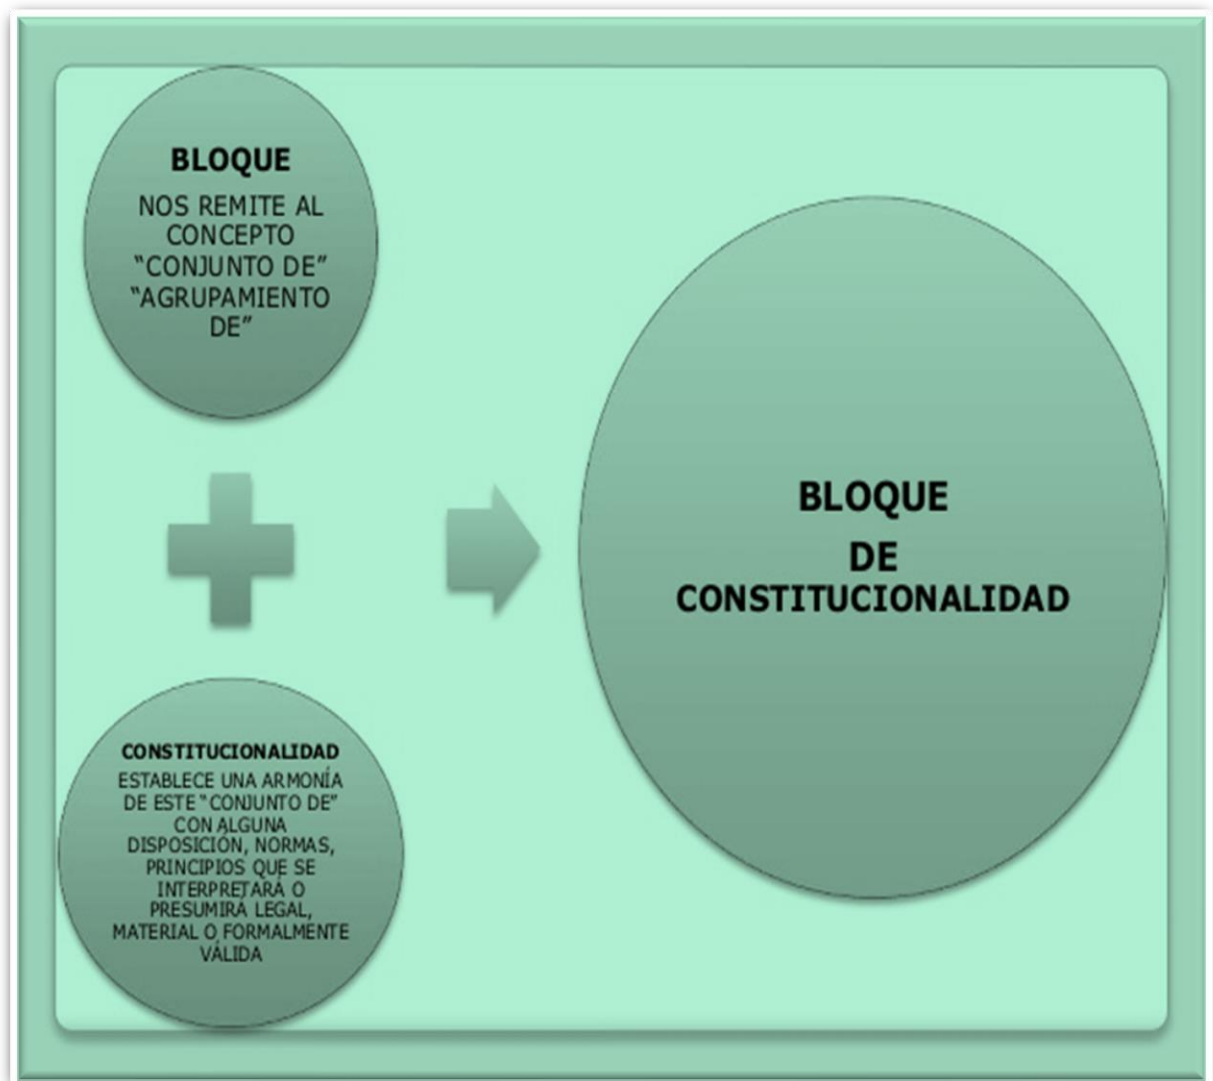 BLOQUE
NOS REMITE AL
CONCEPTO
“CONJUNTO DE”
“AGRUPAMIENTO
DE”
CONSTITUCIONALIDAD
ESTABLECE UNA ARMONÍA
DE ESTE “CONJUNTO DE”
CON ALGUNA
DISPOSICIÓN, NORMAS,
PRINCIPIOS QUE SE
INTERPRETARÁ O
PRESUMIRÁ LEGAL,
MATERIAL O FORMALMENTE
VÁLIDA
BLOQUE
DE
CONSTITUCIONALIDAD